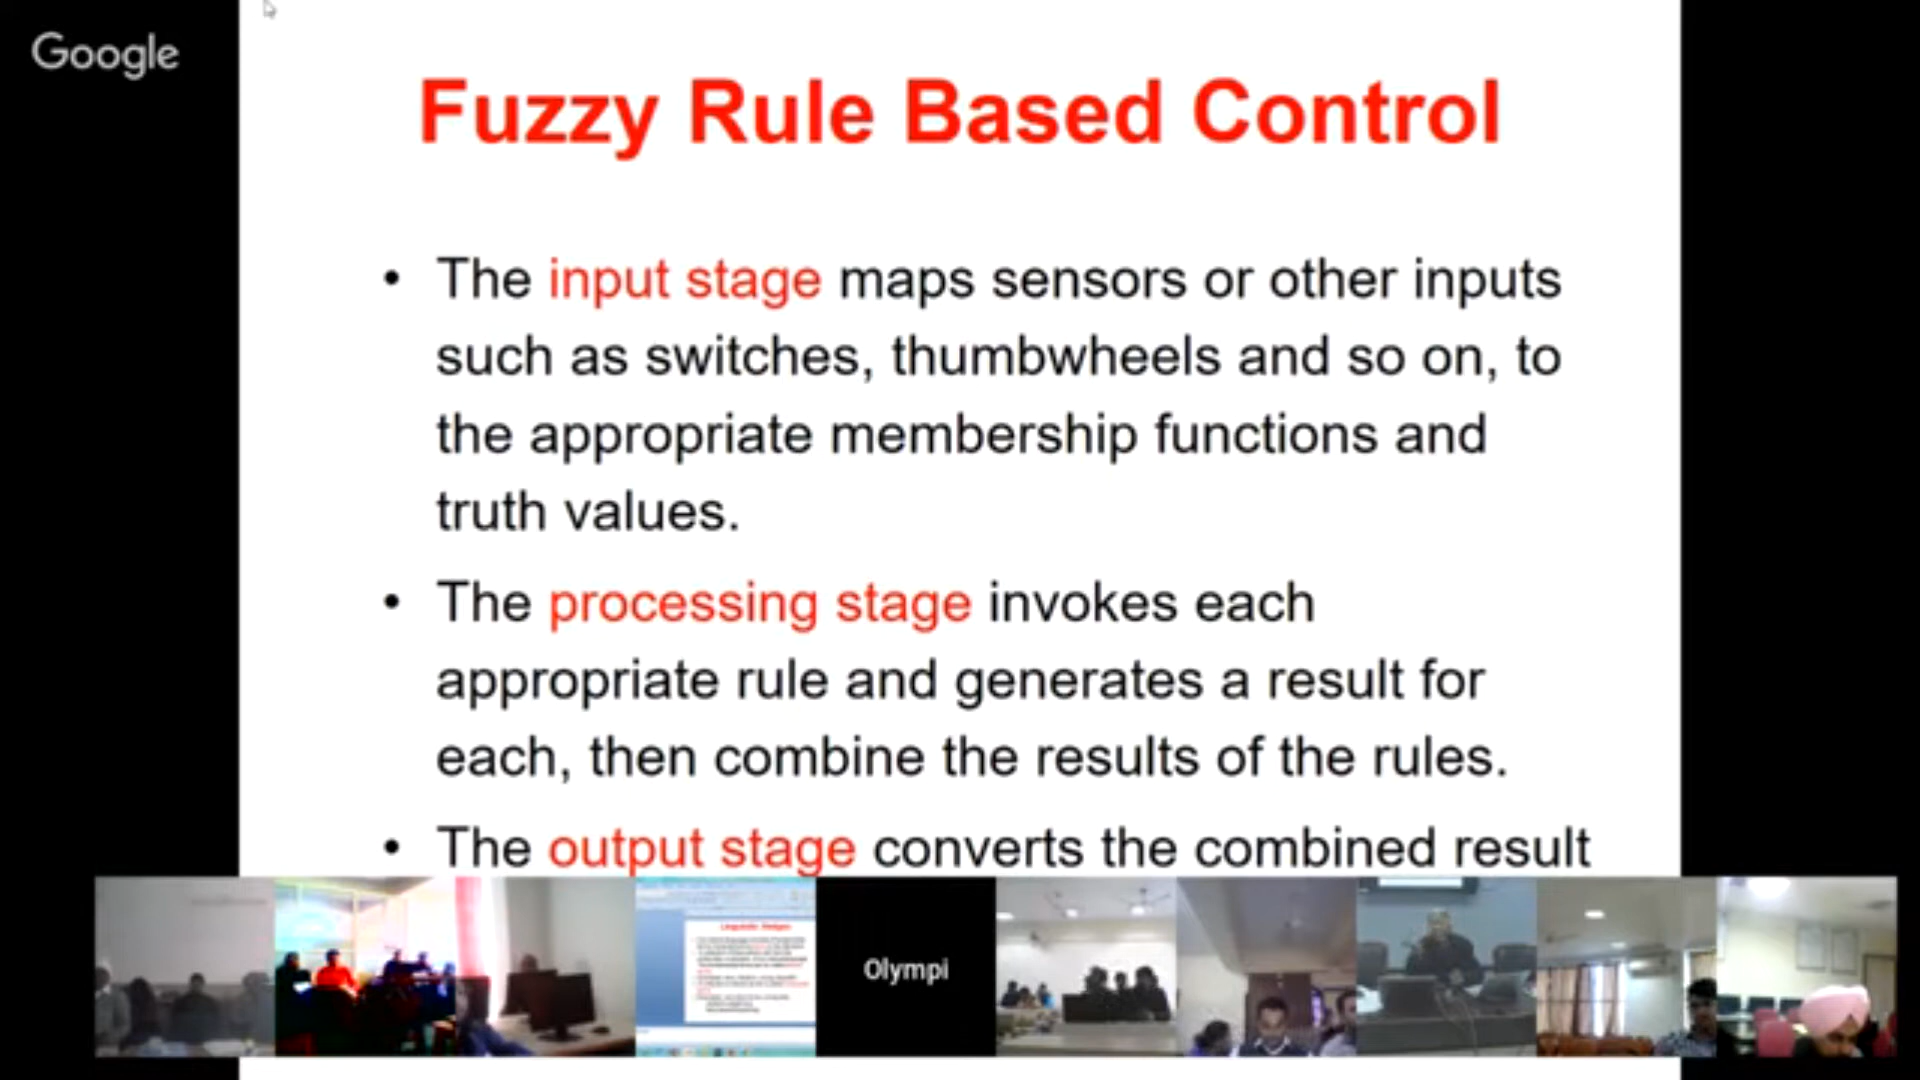 Google
Fuzzy Rule Based Control
• The input stage maps sensors or other inputs
such as switches, thumbwheels and so on, to
the appropriate membership functions and
truth values.
• The processing stage invokes each
appropriate rule and generates a result for
each, then combine the results of the rules.
• The output stage converts the combined result
Linguistic Hedges
Olympi